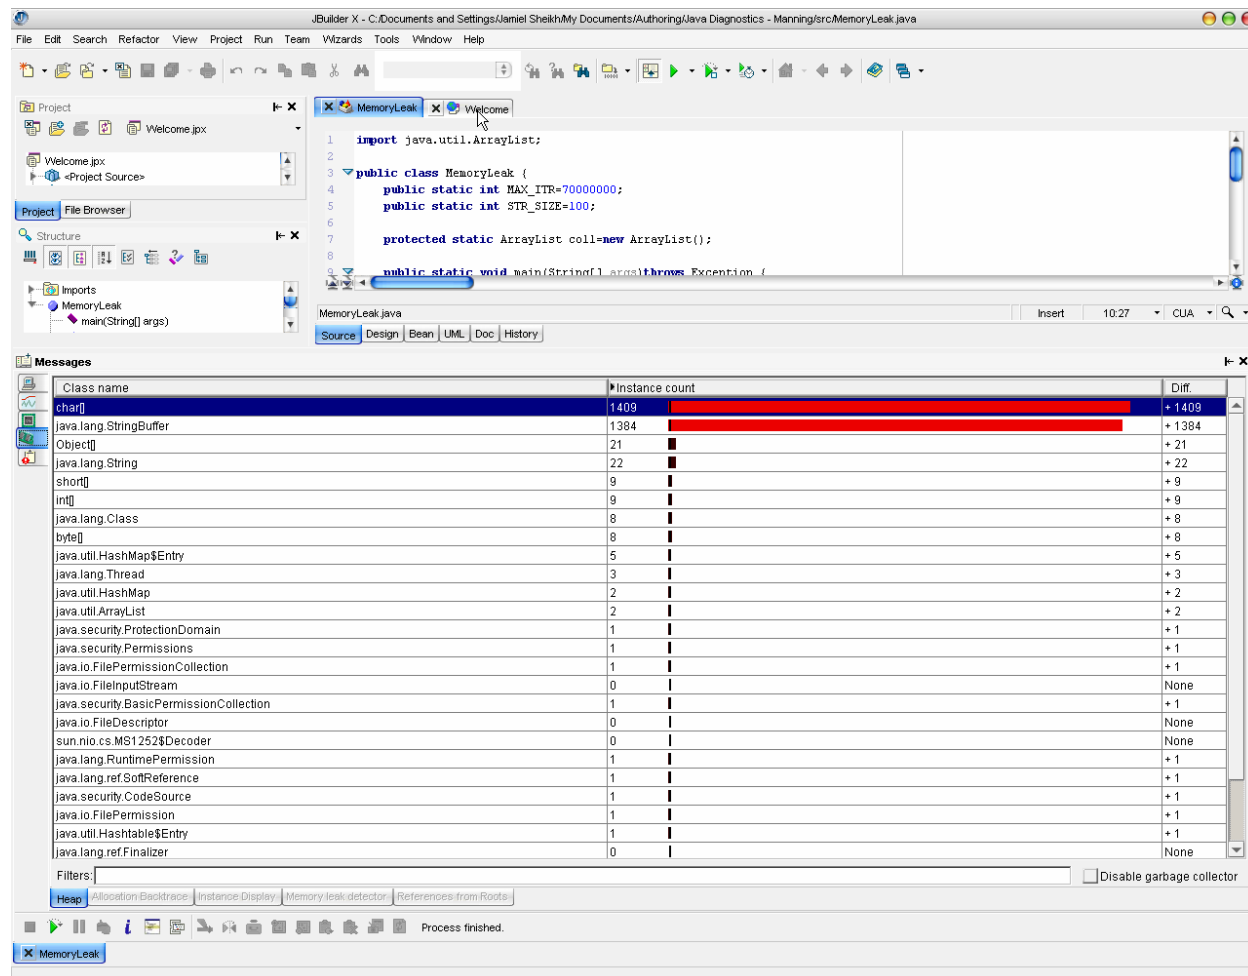 JBuilder X - C:/Documents and Settings/Jamiel Sheikh/My Documents/Authoring/Java Diagnostics - Manning/src/MemoryLeak.java
File Edit Search Refactor View Project Run Team Wizards Tools Window Help
Project
Welcome.jpx
Welcome.jpx
<Project Source>
Project File Browser
Structure
Imports
MemoryLeak
main(String[] args)
MemoryLeak Welcome
1 import java.util.ArrayList;
2
3 public class MemoryLeak {
4 public static int MAX_ITR=70000000;
5 public static int STR_SIZE=100;
6
7 protected static ArrayList coll=new ArrayList();
8
9 public static void main(String[] args)throws Exception {
MemoryLeak.java Insert 10:27 CUA
Source Design Bean UML Doc History
Messages
Class name Instance count Diff.
char[] 1409 + 1409
java.lang.StringBuffer 1384 + 1384
Object[] 21 + 21
java.lang.String 22 + 22
short[] 9 + 9
int[] 9 + 9
java.lang.Class 8 + 8
byte[] 8 + 8
java.util.HashMap$Entry 5 + 5
java.lang.Thread 3 + 3
java.util.HashMap 2 + 2
java.util.ArrayList 2 + 2
java.security.ProtectionDomain 1 + 1
java.security.Permissions 1 + 1
java.io.FilePermissionCollection 1 + 1
java.io.FileInputStream 0 None
java.security.BasicPermissionCollection 1 + 1
java.io.FileDescriptor 0 None
sun.nio.cs.MS1252$Decoder 0 None
java.lang.RuntimePermission 1 + 1
java.lang.ref.SoftReference 1 + 1
java.security.CodeSource 1 + 1
java.io.FilePermission 1 + 1
java.util.Hashtable$Entry 1 + 1
java.lang.ref.Finalizer 0 None
Filters: Disable garbage collector
Heap Allocation Backtrace Instance Display Memory leak detector References from Roots
Process finished.
MemoryLeak